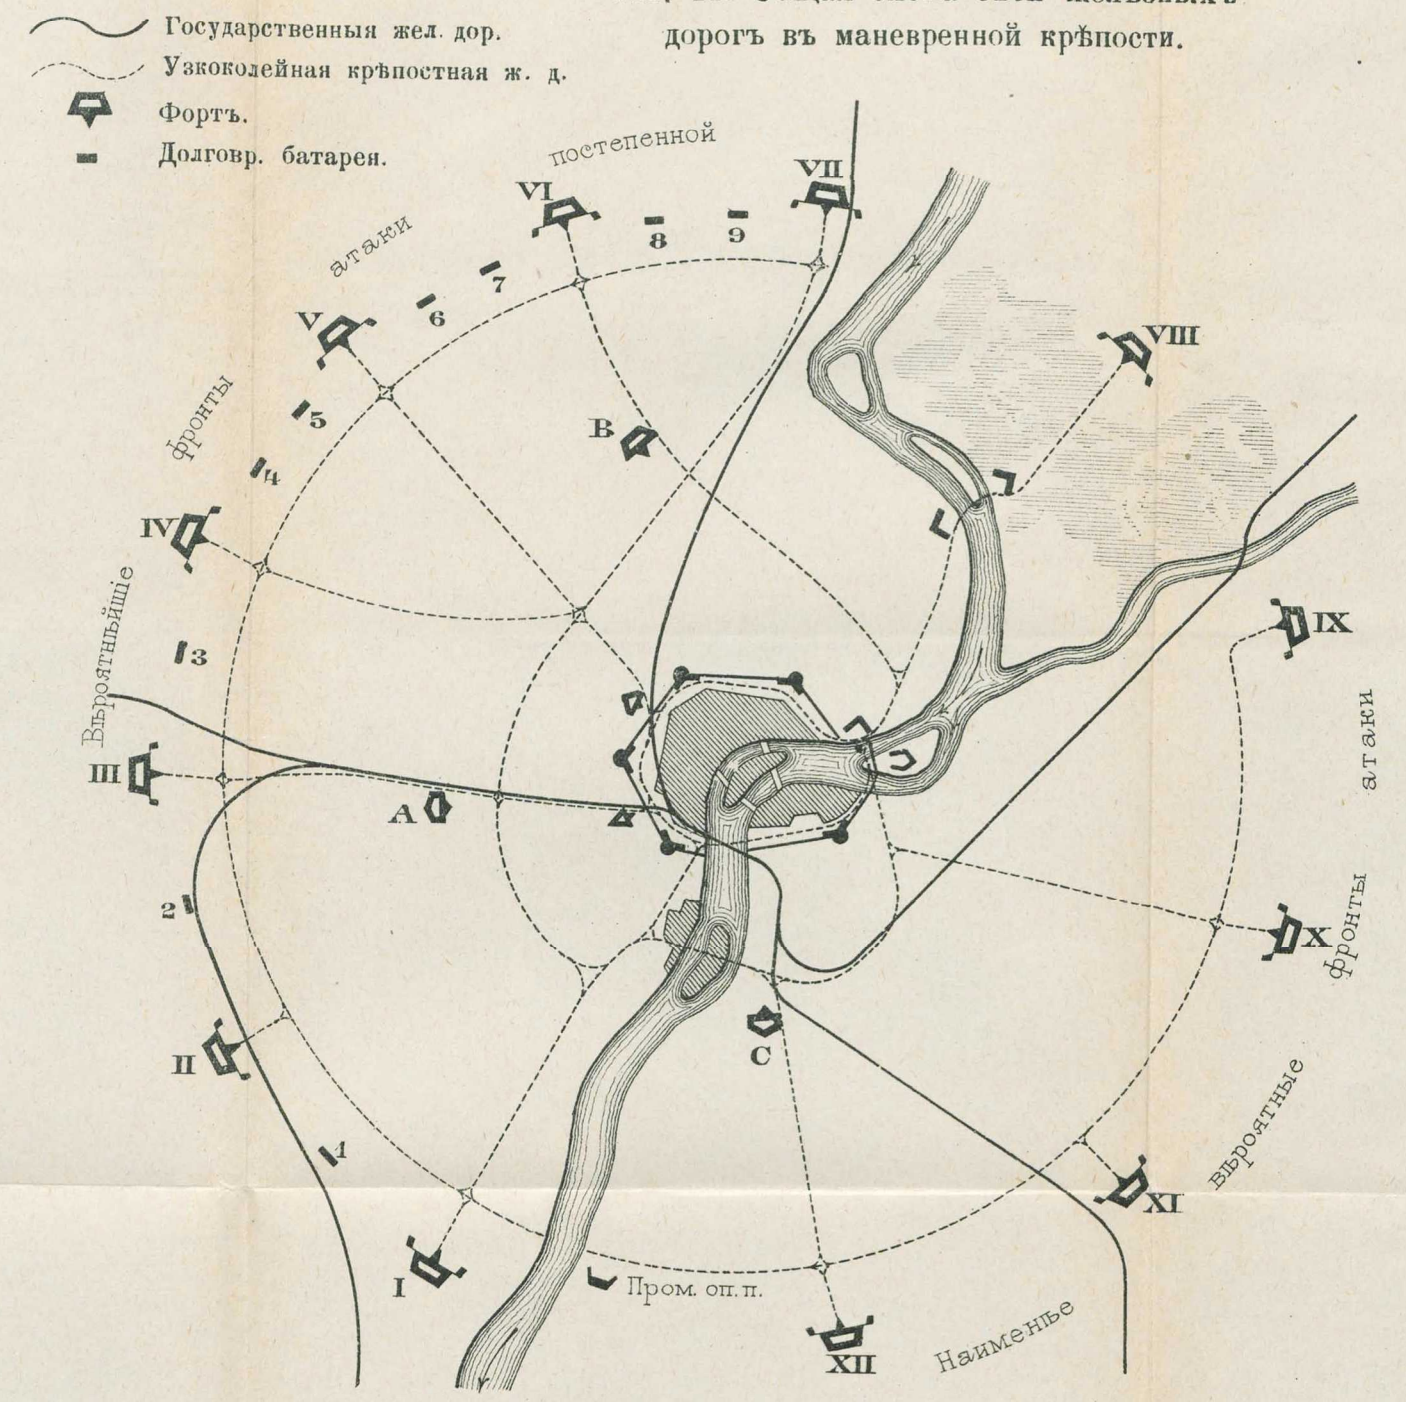 дорогъ въ маневренной крѣпости.
Государственныя жел. дор.
Узкоколейная крѣпостная ж. д.
Фортъ.
Долговр. батарея.
Вѣроятнѣйшіе фронты атаки постепенной
VI
VII
8
9
7
6
V
VIII
5
B
4
IV
3
IX
III
A
2
X
C
II
1
XI
I
Пром. оп. п.
XII
Наименѣе вѣроятные фронты атаки